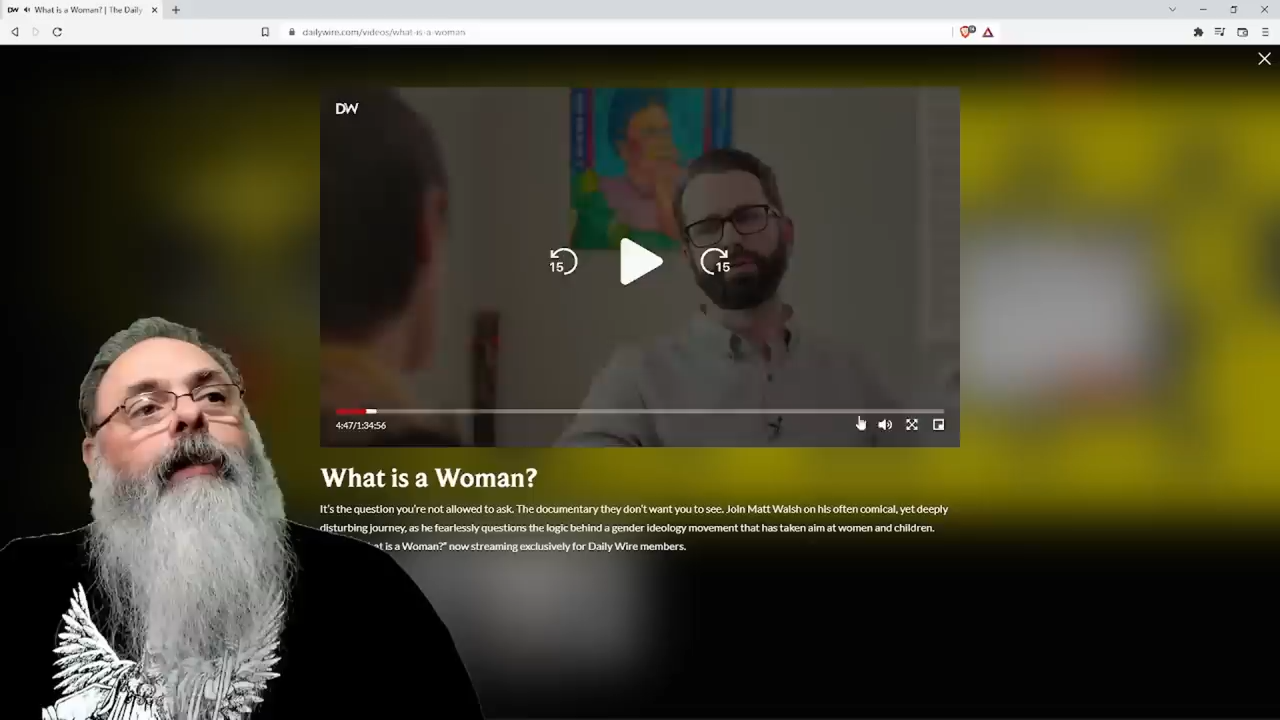 DW What is a Woman? | The Daily
dailywire.com/videos/what-is-a-woman
DW
15 15
4:47/1:34:56
What is a Woman?
It's the question you're not allowed to ask. The documentary they don't want you to see. Join Matt Walsh on his often comical, yet deeply
disturbing journey, as he fearlessly questions the logic behind a gender ideology movement that has taken aim at women and children.
is a Woman?" now streaming exclusively for Daily Wire members.